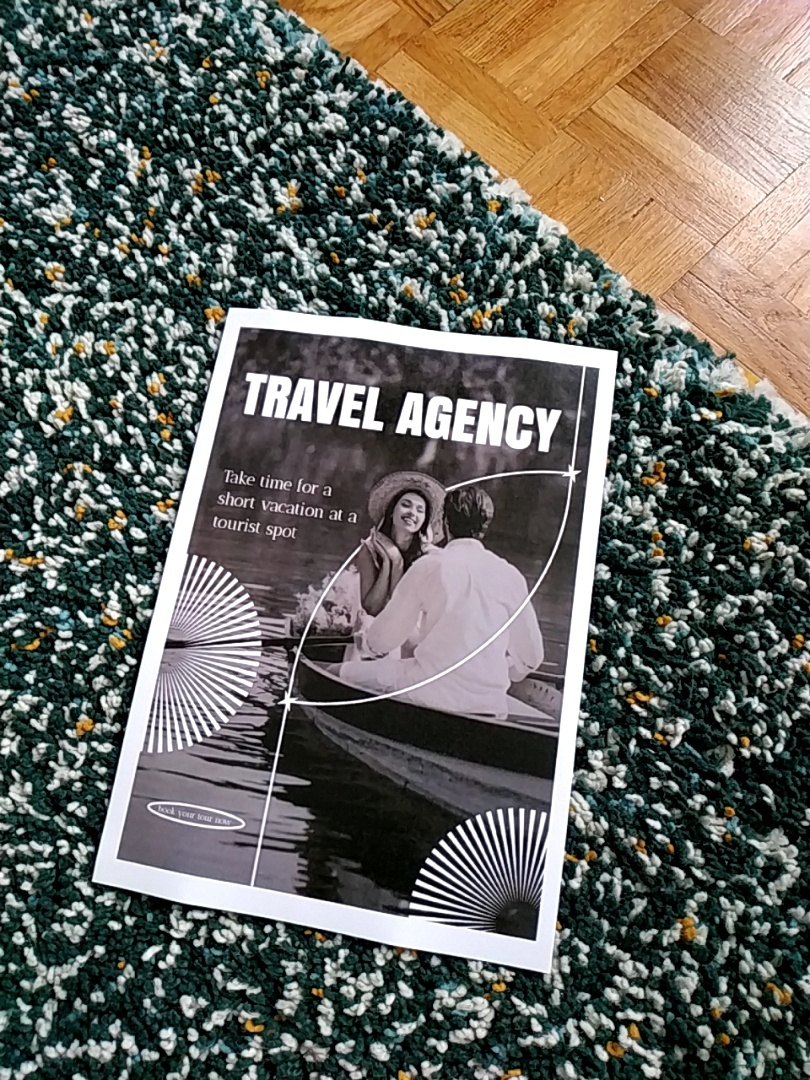 TRAVEL AGENCY
Take time for a
short vacation at a
tourist spot
book your tour now